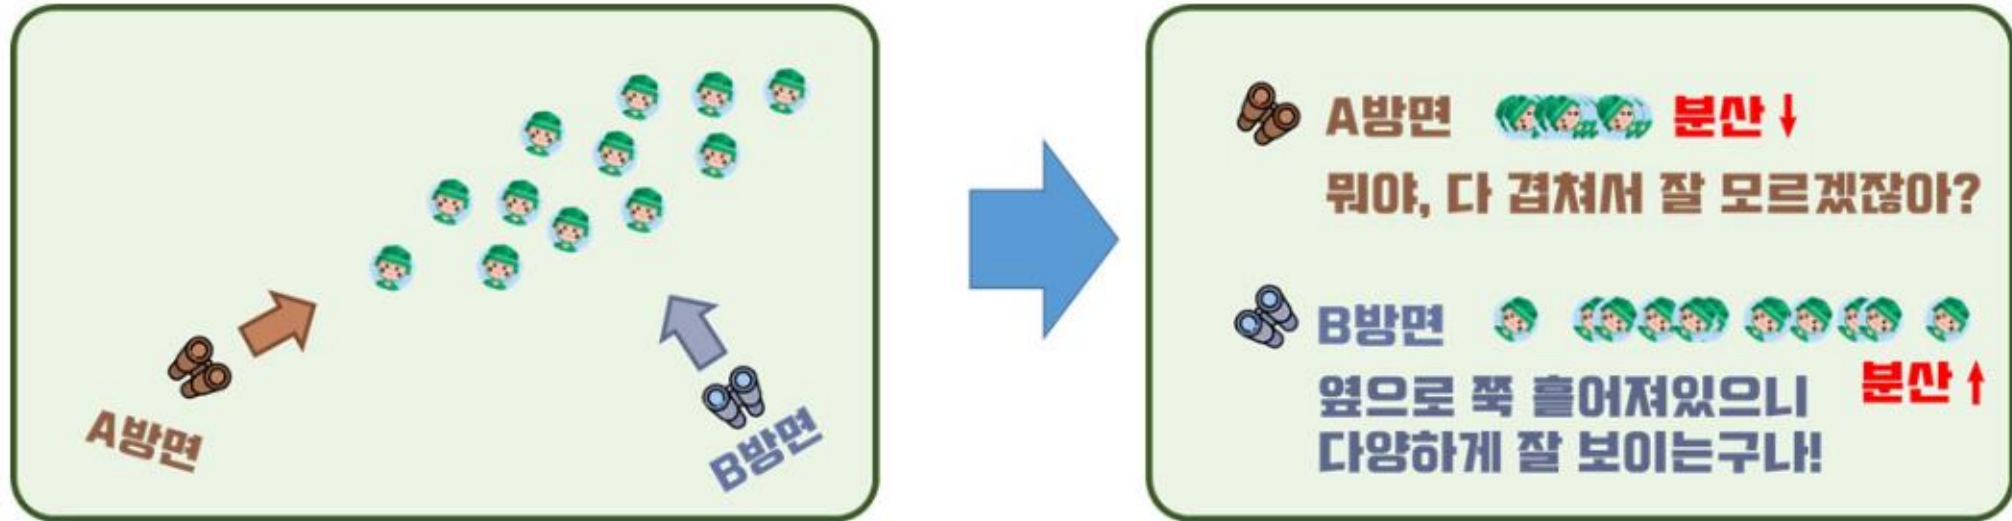 A방면
B방면
A방면 분산↓
뭐야, 다 겹쳐서 잘 모르겠잖아?
B방면
분산↑
옆으로 쭉 흩어져있으니
다양하게 잘 보이는구나!